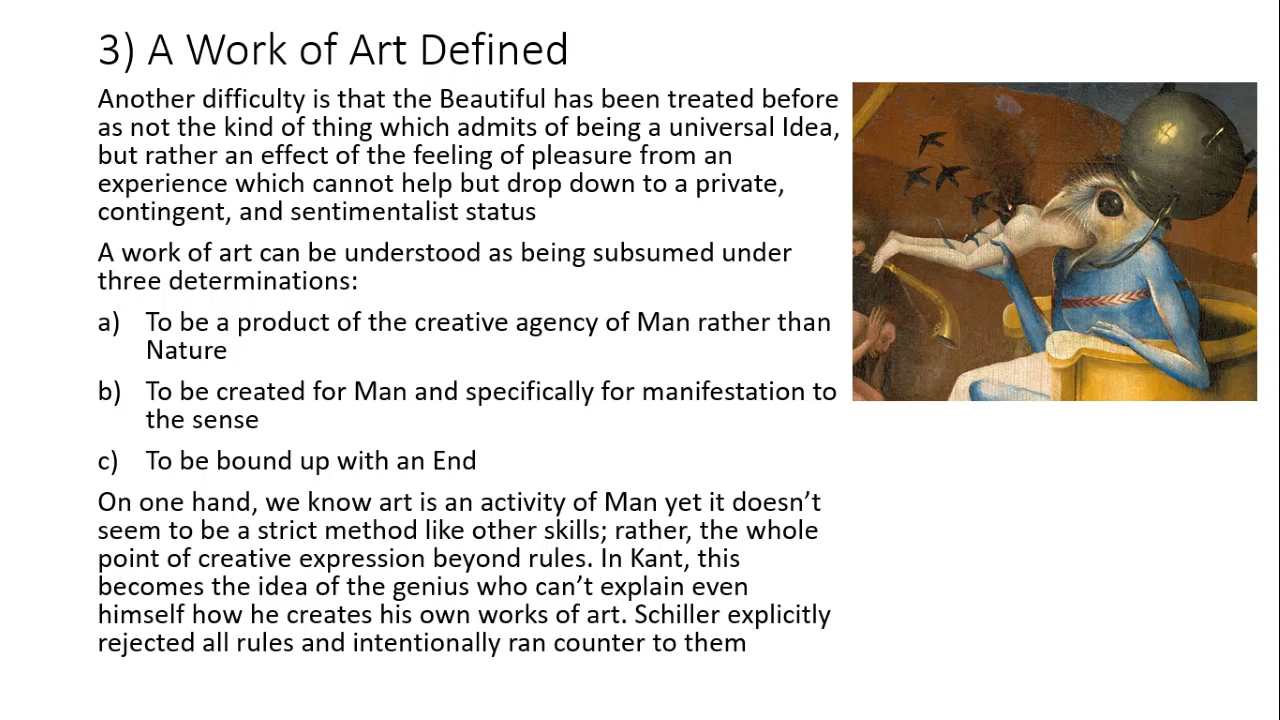 3) A Work of Art Defined
Another difficulty is that the Beautiful has been treated before
as not the kind of thing which admits of being a universal Idea,
but rather an effect of the feeling of pleasure from an
experience which cannot help but drop down to a private,
contingent, and sentimentalist status
A work of art can be understood as being subsumed under
three determinations:
a) To be a product of the creative agency of Man rather than
Nature
b) To be created for Man and specifically for manifestation to
the sense
c) To be bound up with an End
On one hand, we know art is an activity of Man yet it doesn’t
seem to be a strict method like other skills; rather, the whole
point of creative expression beyond rules. In Kant, this
becomes the idea of the genius who can’t explain even
himself how he creates his own works of art. Schiller explicitly
rejected all rules and intentionally ran counter to them